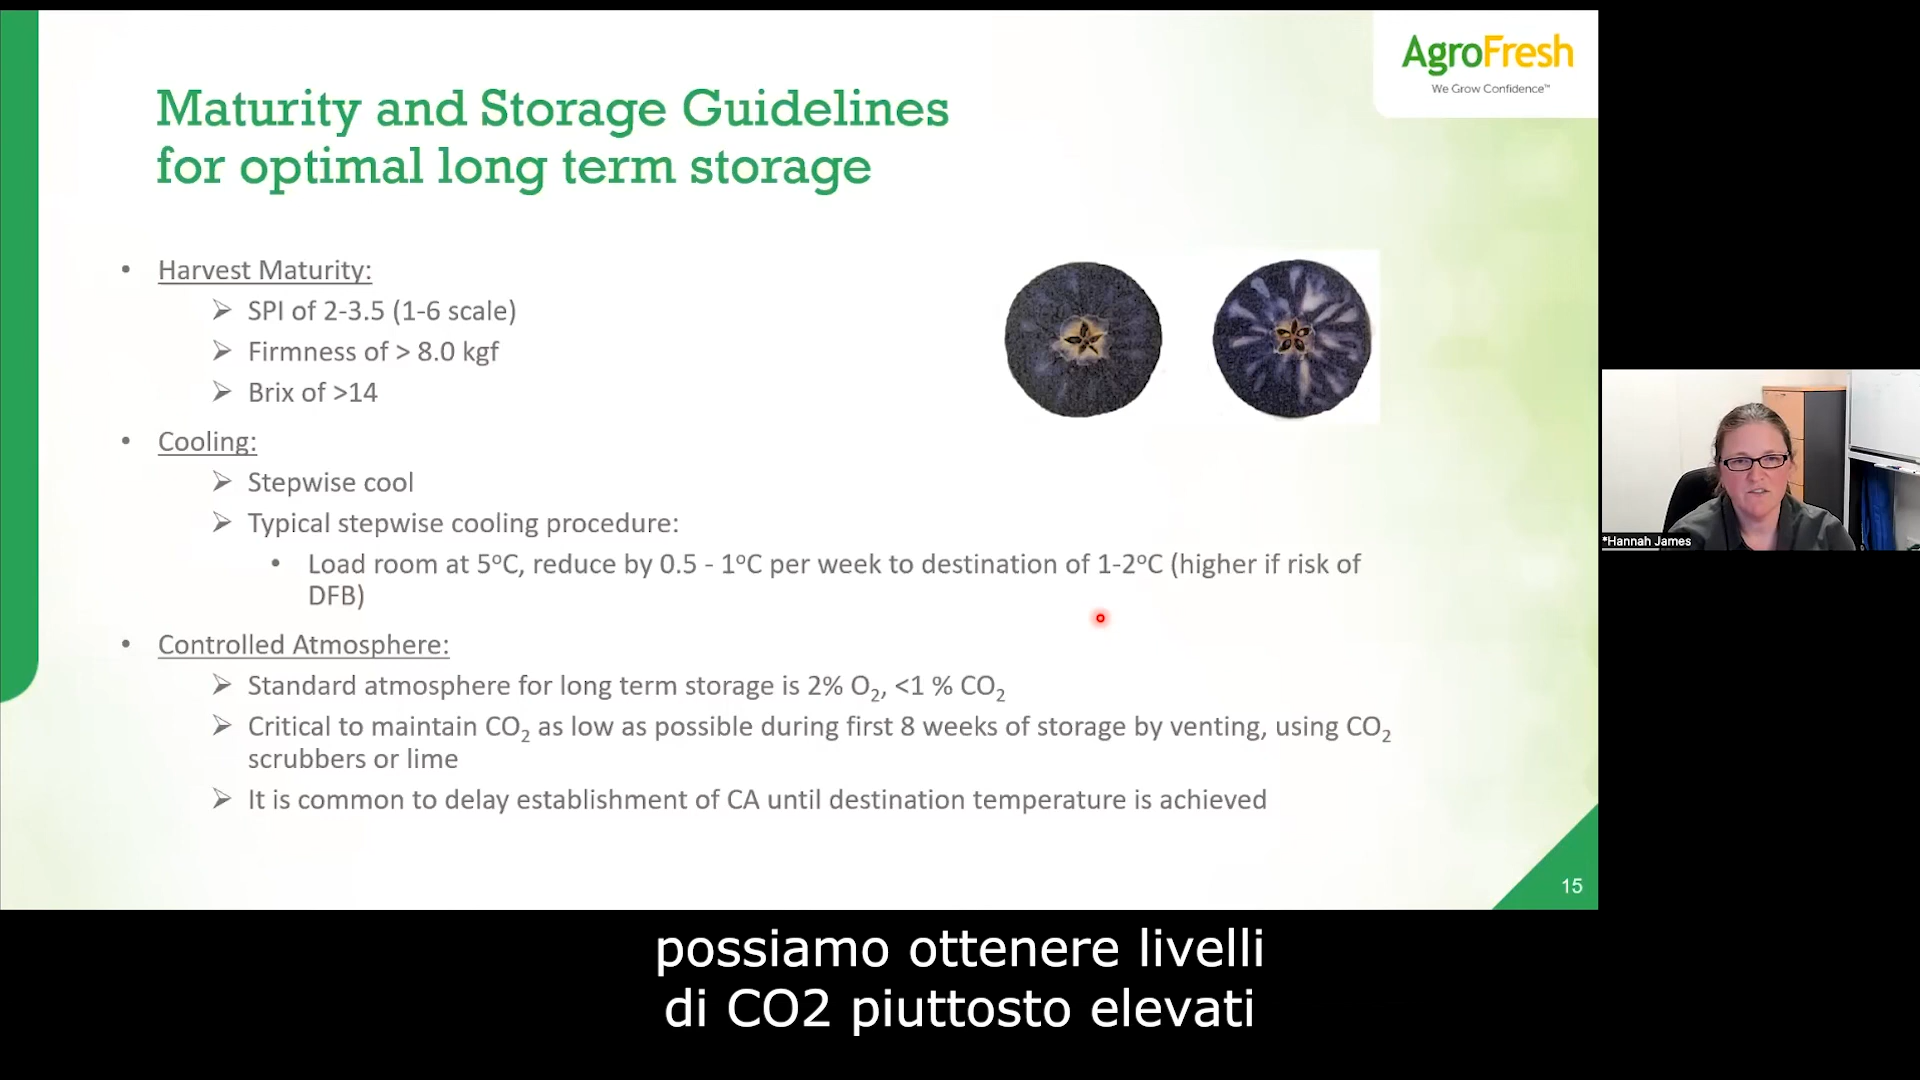 AgroFresh
We Grow Confidence™
Maturity and Storage Guidelines
for optimal long term storage
• Harvest Maturity:
➢ SPI of 2-3.5 (1-6 scale)
➢ Firmness of > 8.0 kgf
➢ Brix of >14
• Cooling:
➢ Stepwise cool
➢ Typical stepwise cooling procedure:
• Load room at 5°C, reduce by 0.5 - 1°C per week to destination of 1-2°C (higher if risk of
DFB)
• Controlled Atmosphere:
➢ Standard atmosphere for long term storage is 2% O₂, <1 % CO₂
➢ Critical to maintain CO₂ as low as possible during first 8 weeks of storage by venting, using CO₂
scrubbers or lime
➢ It is common to delay establishment of CA until destination temperature is achieved
15
*Hannah James
possiamo ottenere livelli
di CO2 piuttosto elevati